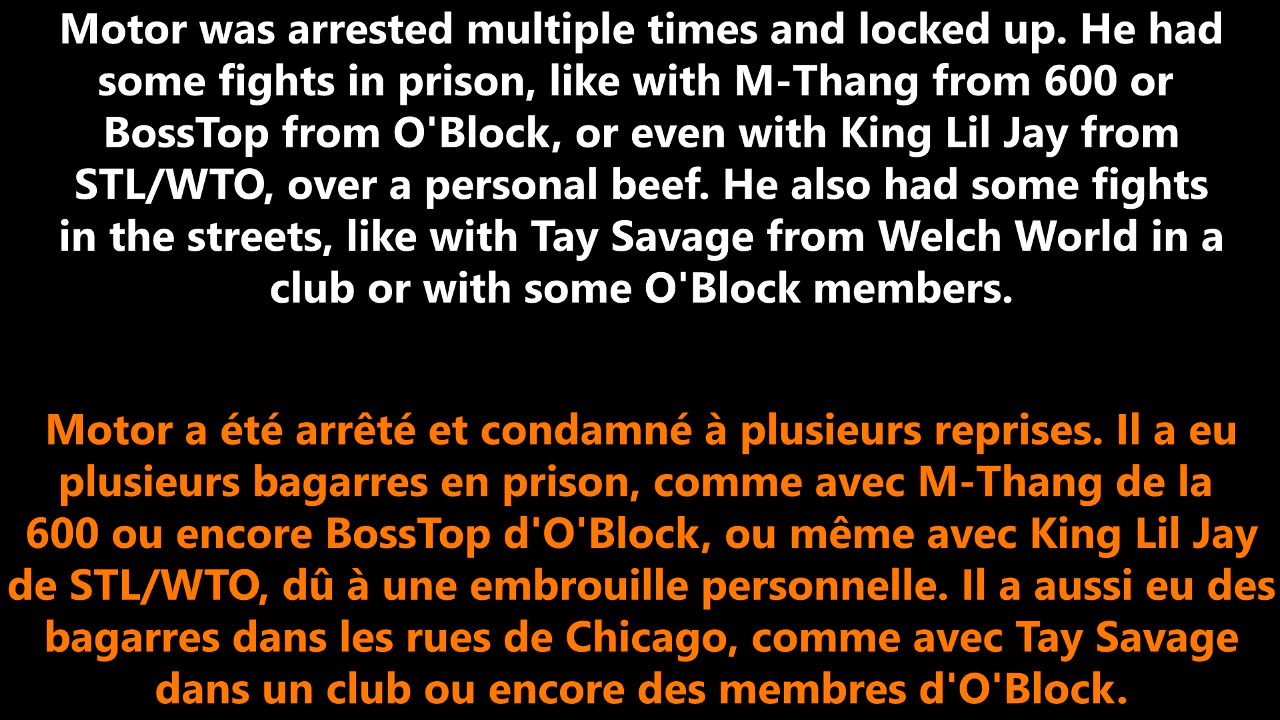 Motor was arrested multiple times and locked up. He had
some fights in prison, like with M-Thang from 600 or
BossTop from O'Block, or even with King Lil Jay from
STL/WTO, over a personal beef. He also had some fights
in the streets, like with Tay Savage from Welch World in a
club or with some O'Block members.
Motor a été arrêté et condamné à plusieurs reprises. Il a eu
plusieurs bagarres en prison, comme avec M-Thang de la
600 ou encore BossTop d'O'Block, ou même avec King Lil Jay
de STL/WTO, dû à une embrouille personnelle. Il a aussi eu des
bagarres dans les rues de Chicago, comme avec Tay Savage
dans un club ou encore des membres d'O'Block.